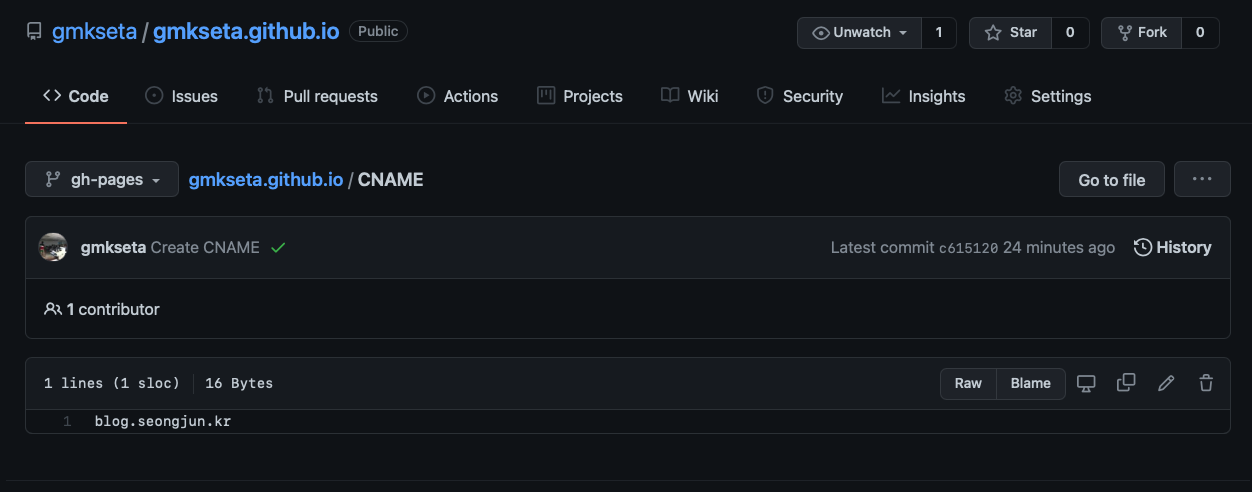 gmkseta / gmkseta.github.io Public Unwatch 1 Star 0 Fork 0
Code Issues Pull requests Actions Projects Wiki Security Insights Settings
gh-pages gmkseta.github.io / CNAME Go to file ...
gmkseta Create CNAME Latest commit c615120 24 minutes ago History
1 contributor
1 lines (1 sloc) 16 Bytes Raw Blame
1 blog.seongjun.kr